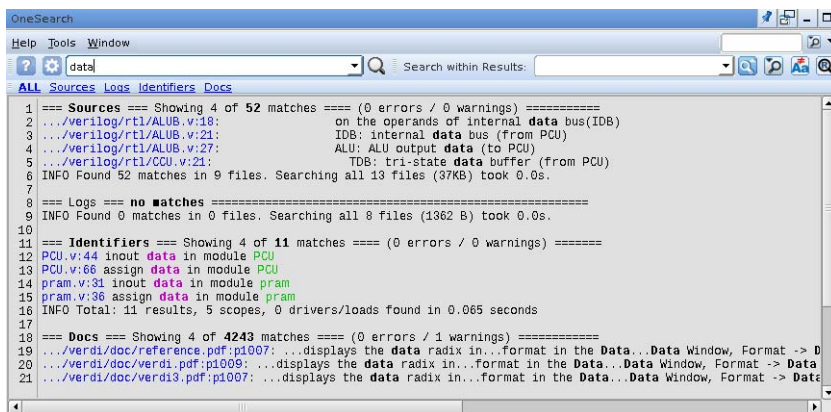 OneSearch
Help Tools Window
data Search within Results:
ALL Sources Logs Identifiers Docs
1 === Sources === Showing 4 of 52 matches ==== (0 errors / 0 warnings) ===========
2 .../verilog/rtl/ALUB.v:18: on the operands of internal data bus(IDB)
3 .../verilog/rtl/ALUB.v:21: IDB: internal data bus (from PCU)
4 .../verilog/rtl/ALUB.v:27: ALU: ALU output data (to PCU)
5 .../verilog/rtl/CCU.v:21: TDB: tri-state data buffer (from PCU)
6 INFO Found 52 matches in 9 files. Searching all 13 files (37KB) took 0.0s.
7
8 === Logs === no matches ======================================================
9 INFO Found 0 matches in 0 files. Searching all 8 files (1362 B) took 0.0s.
10
11 === Identifiers === Showing 4 of 11 matches ==== (0 errors / 0 warnings) =======
12 PCU.v:44 inout data in module PCU
13 PCU.v:66 assign data in module PCU
14 pram.v:31 inout data in module pram
15 pram.v:36 assign data in module pram
16 INFO Total: 11 results, 5 scopes, 0 drivers/loads found in 0.065 seconds
17
18 === Docs === Showing 4 of 4243 matches ==== (0 errors / 1 warnings) ============
19 .../verdi/doc/reference.pdf:p1007: ...displays the data radix in...format in the Data...Data Window, Format -> D
20 .../verdi/doc/verdi.pdf:p1009: ...displays the data radix in...format in the Data...Data Window, Format -> Data
21 .../verdi/doc/verdi3.pdf:p1007: ...displays the data radix in...format in the Data...Data Window, Format -> Data